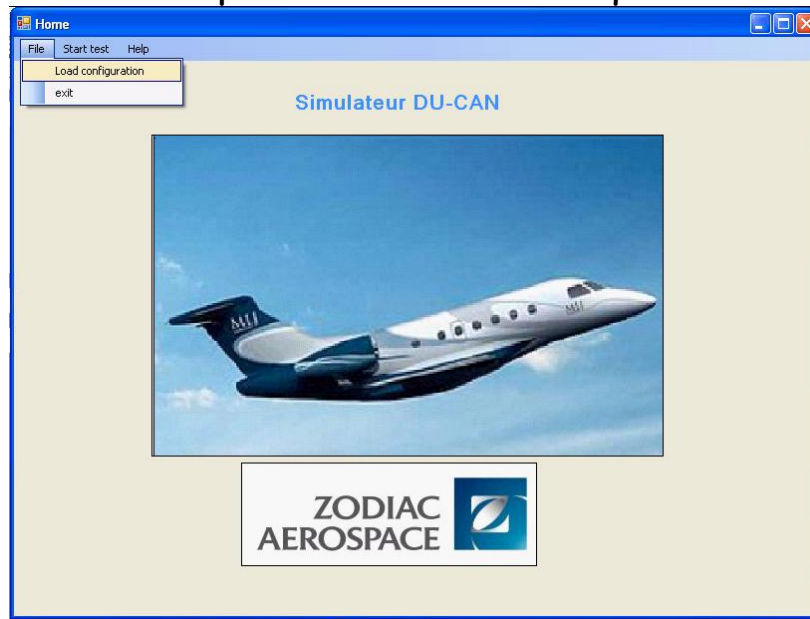 Home
File Start test Help
Load configuration
exit
Simulateur DU-CAN
ZODIAC
AEROSPACE